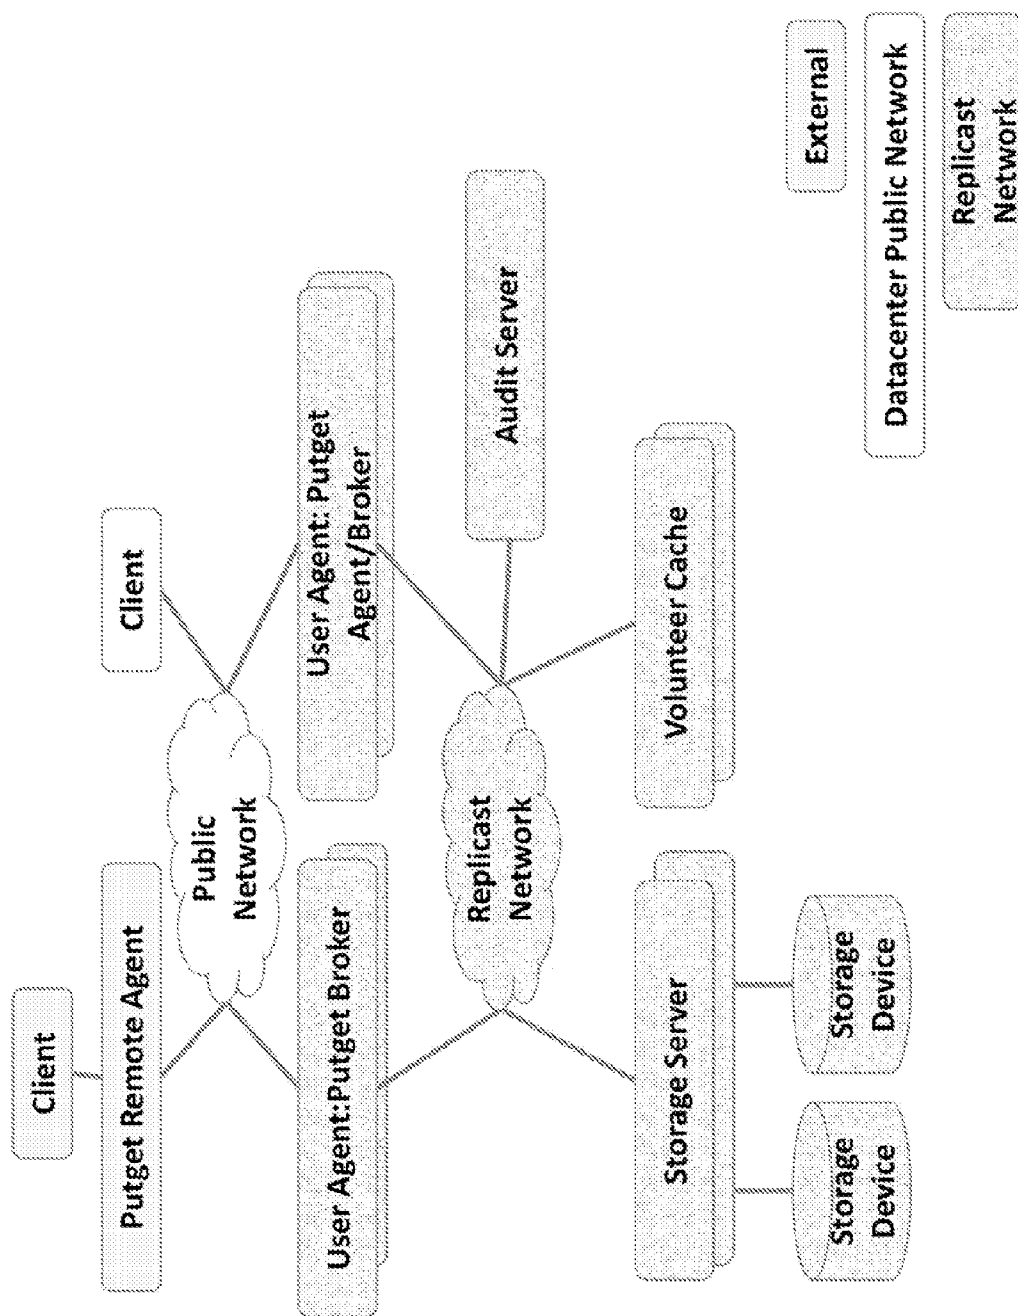 Client
Putget Remote Agent
Client
Public
Network
User Agent:Putget Broker
User Agent: Putget
Agent/Broker
Replicast
Network
Audit Server
Storage Server
Volunteer Cache
Storage
Device
Storage
Device
External
Datacenter Public Network
Replicast
Network